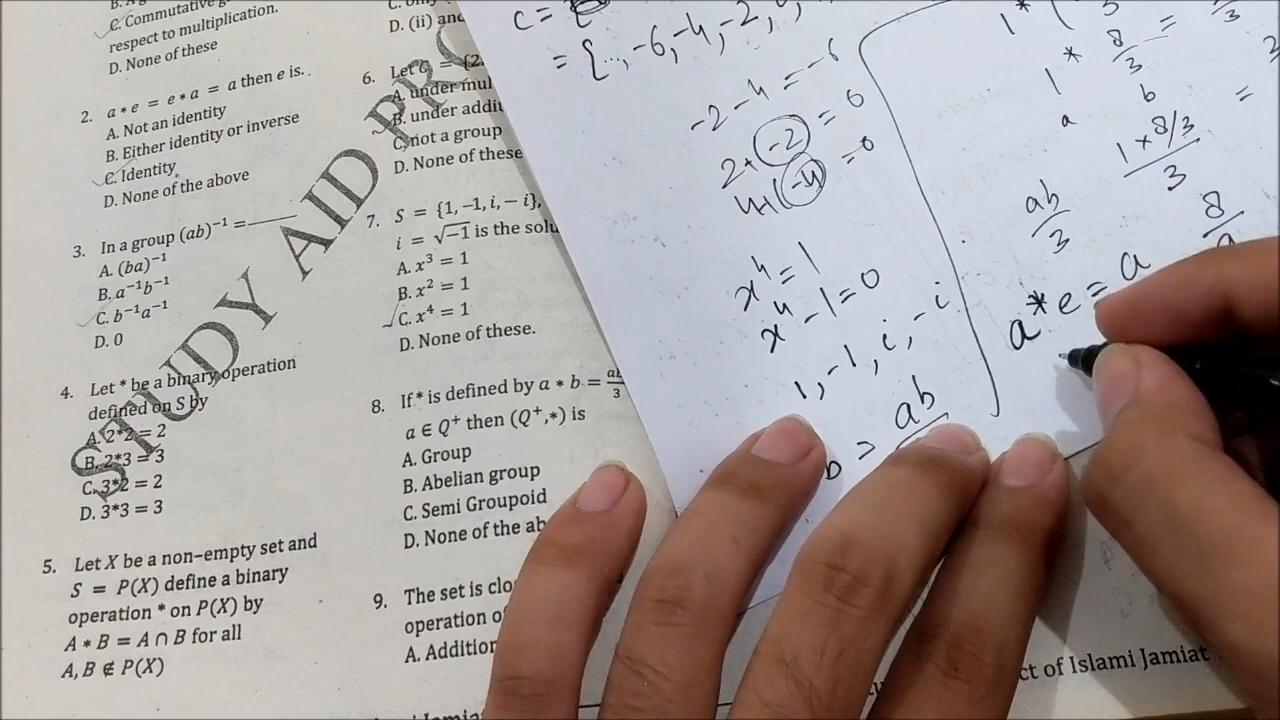 C. Commutative
respect to multiplication.
D. None of these
2. a * e = e * a = a then e is.
A. Not an identity
B. Either identity or inverse
C. Identity
D. None of the above
3. In a group (ab)⁻¹ = ______
A. (ba)⁻¹
B. a⁻¹b⁻¹
C. b⁻¹a⁻¹
D. 0
4. Let * be a binary operation
defined on S by
A. 2*2 = 2
B. 2*3 = 3
C. 3*2 = 2
D. 3*3 = 3
5. Let X be a non-empty set and
S = P(X) define a binary
operation * on P(X) by
A * B = A ∩ B for all
A, B ∉ P(X)
D. (ii) and
6. Let
A. under mul
B. under addit
C. not a group
D. None of these
7. S = {1, -1, i, - i},
i = √-1 is the solu
A. x³ = 1
B. x² = 1
C. x⁴ = 1
D. None of these.
8. If * is defined by a * b = ab/3
a ∈ Q⁺ then (Q⁺,*) is
A. Group
B. Abelian group
C. Semi Groupoid
D. None of the ab
9. The set is clo
operation o
A. Addition
STUDY AID PRO
c = {
= {.., -6, -4, -2,
-2 - 4 = -6
2 + (-2) = 0
4 + (-4) = 0
x⁴ = 1
x⁴ - 1 = 0
1, -1, i, -i
ab
1 * 8/3 =
a b
1 × 8/3 / 3
ab/3
a * e = a
ct of Islami Jamiat